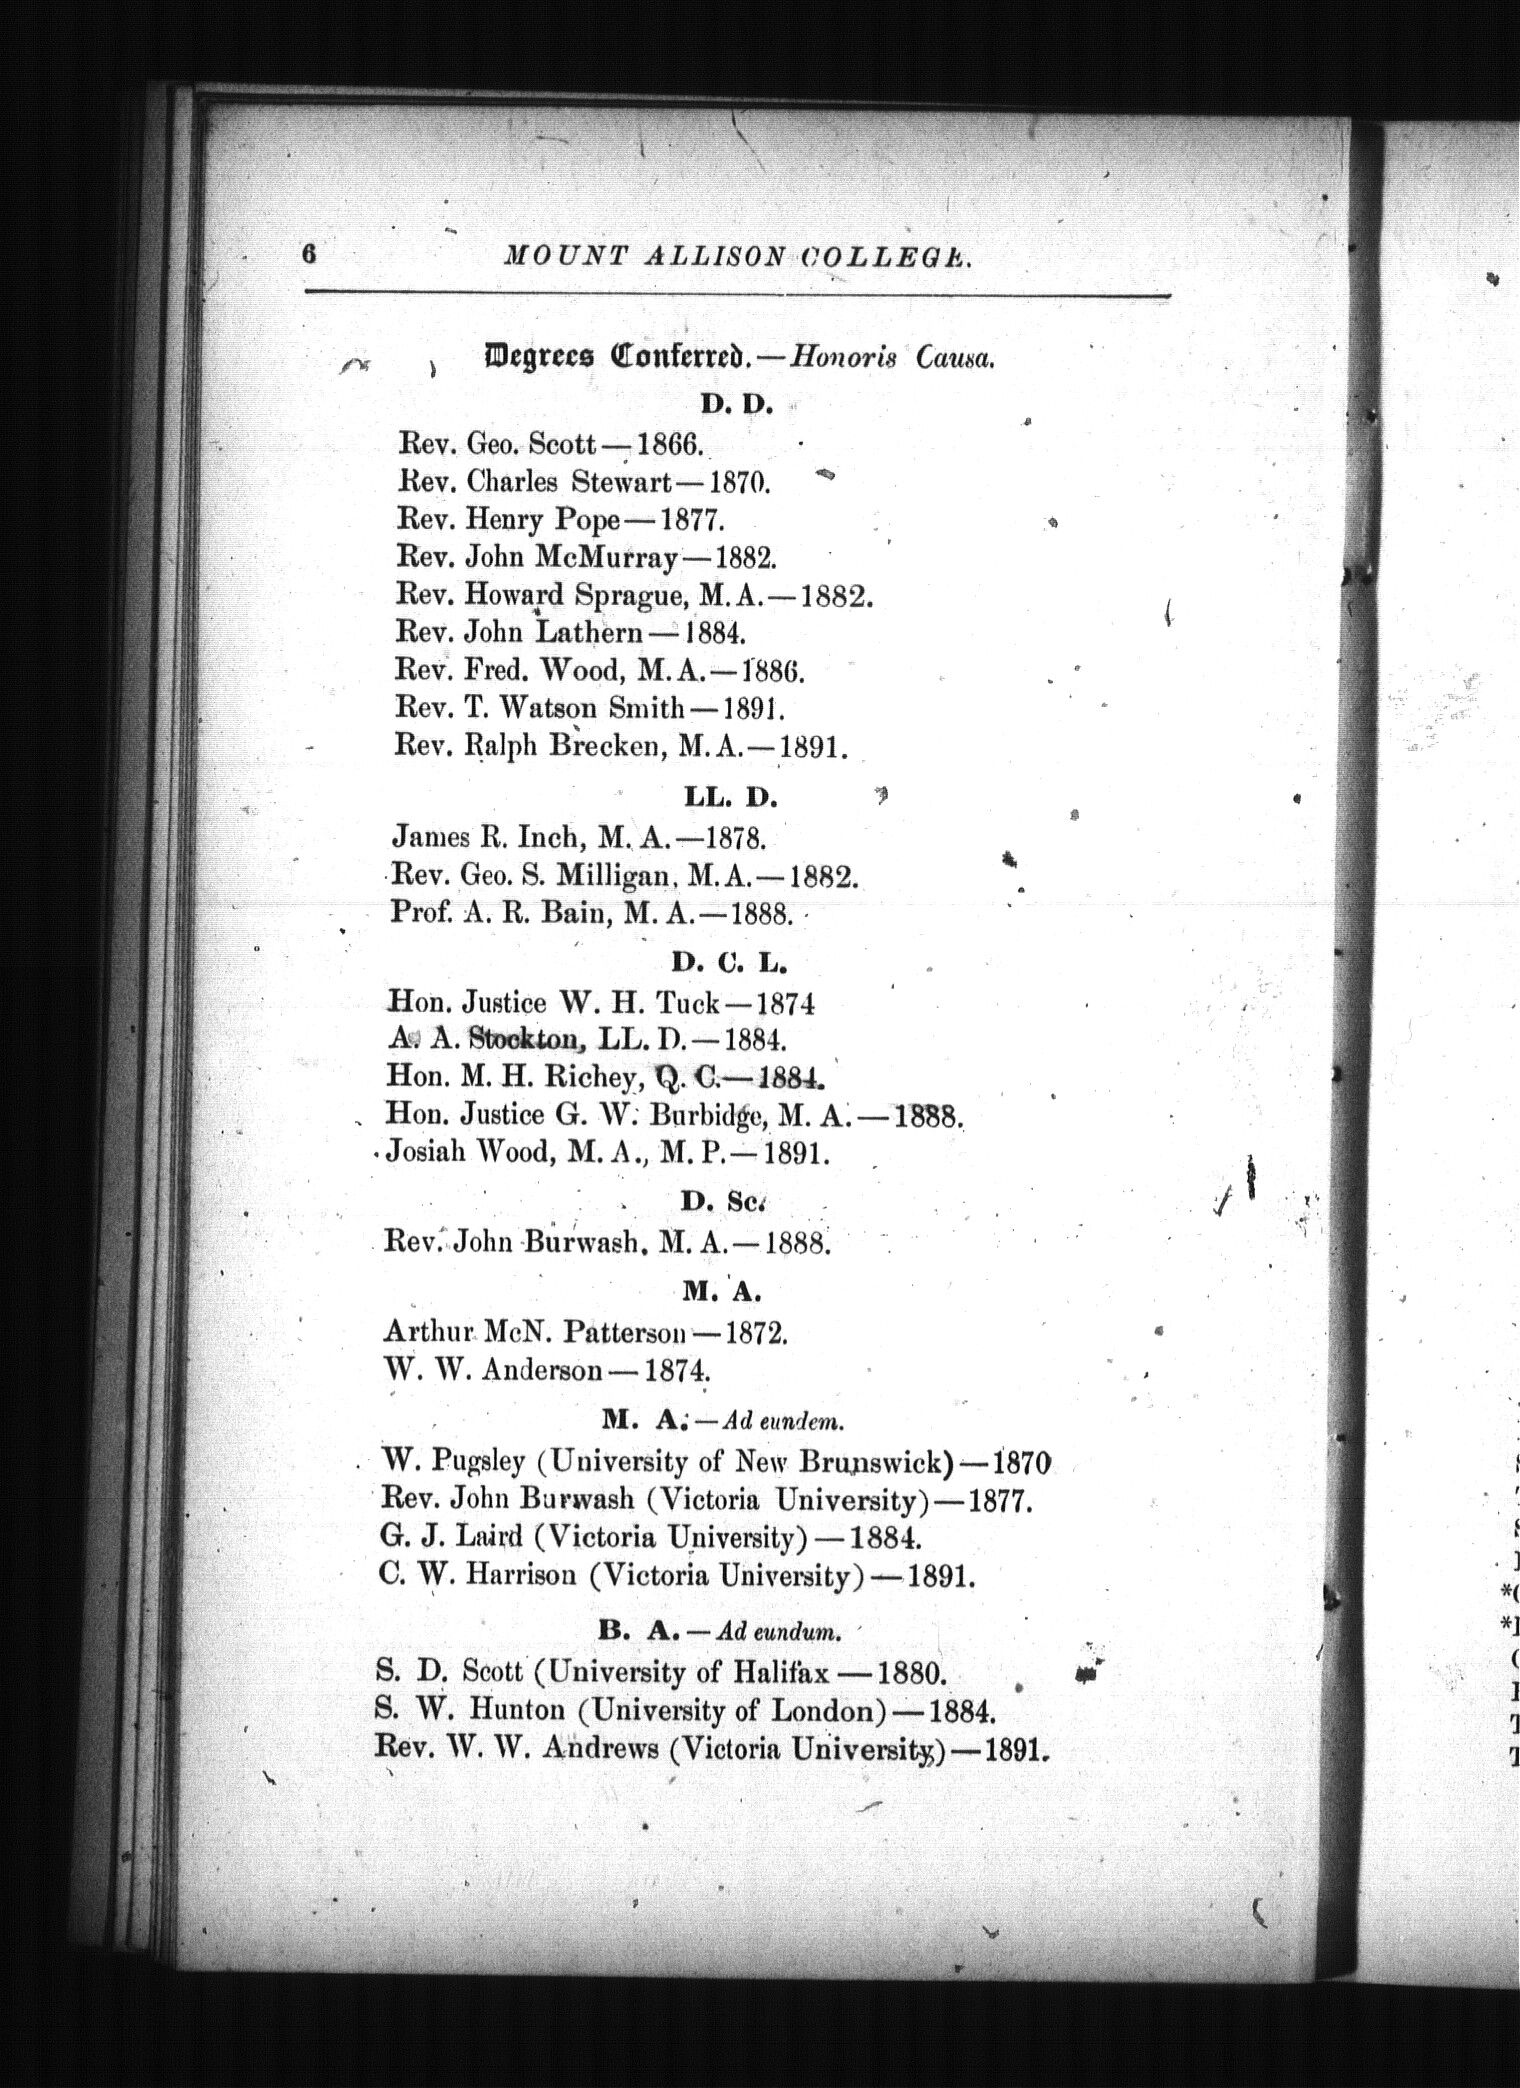 6 MOUNT ALLISON COLLEGE.
Degrees Conferred.—Honoris Causa.
D. D.
Rev. Geo. Scott—1866.
Rev. Charles Stewart—1870.
Rev. Henry Pope—1877.
Rev. John McMurray—1882.
Rev. Howard Sprague, M. A.—1882.
Rev. John Lathern—1884.
Rev. Fred. Wood, M. A.—1886.
Rev. T. Watson Smith—1891.
Rev. Ralph Brecken, M. A.—1891.
LL. D.
James R. Inch, M. A.—1878.
Rev. Geo. S. Milligan, M. A.—1882.
Prof. A. R. Bain, M. A.—1888.
D. C. L.
Hon. Justice W. H. Tuck—1874
A. A. Stockton, LL. D.—1884.
Hon. M. H. Richey, Q. C.—1884.
Hon. Justice G. W. Burbidge, M. A.—1888.
Josiah Wood, M. A., M. P.—1891.
D. Sc.
Rev. John Burwash, M. A.—1888.
M. A.
Arthur McN. Patterson—1872.
W. W. Anderson—1874.
M. A.—Ad eundem.
W. Pugsley (University of New Brunswick)—1870
Rev. John Burwash (Victoria University)—1877.
G. J. Laird (Victoria University)—1884.
C. W. Harrison (Victoria University)—1891.
B. A.—Ad eundum.
S. D. Scott (University of Halifax—1880.
S. W. Hunton (University of London)—1884.
Rev. W. W. Andrews (Victoria University)—1891.